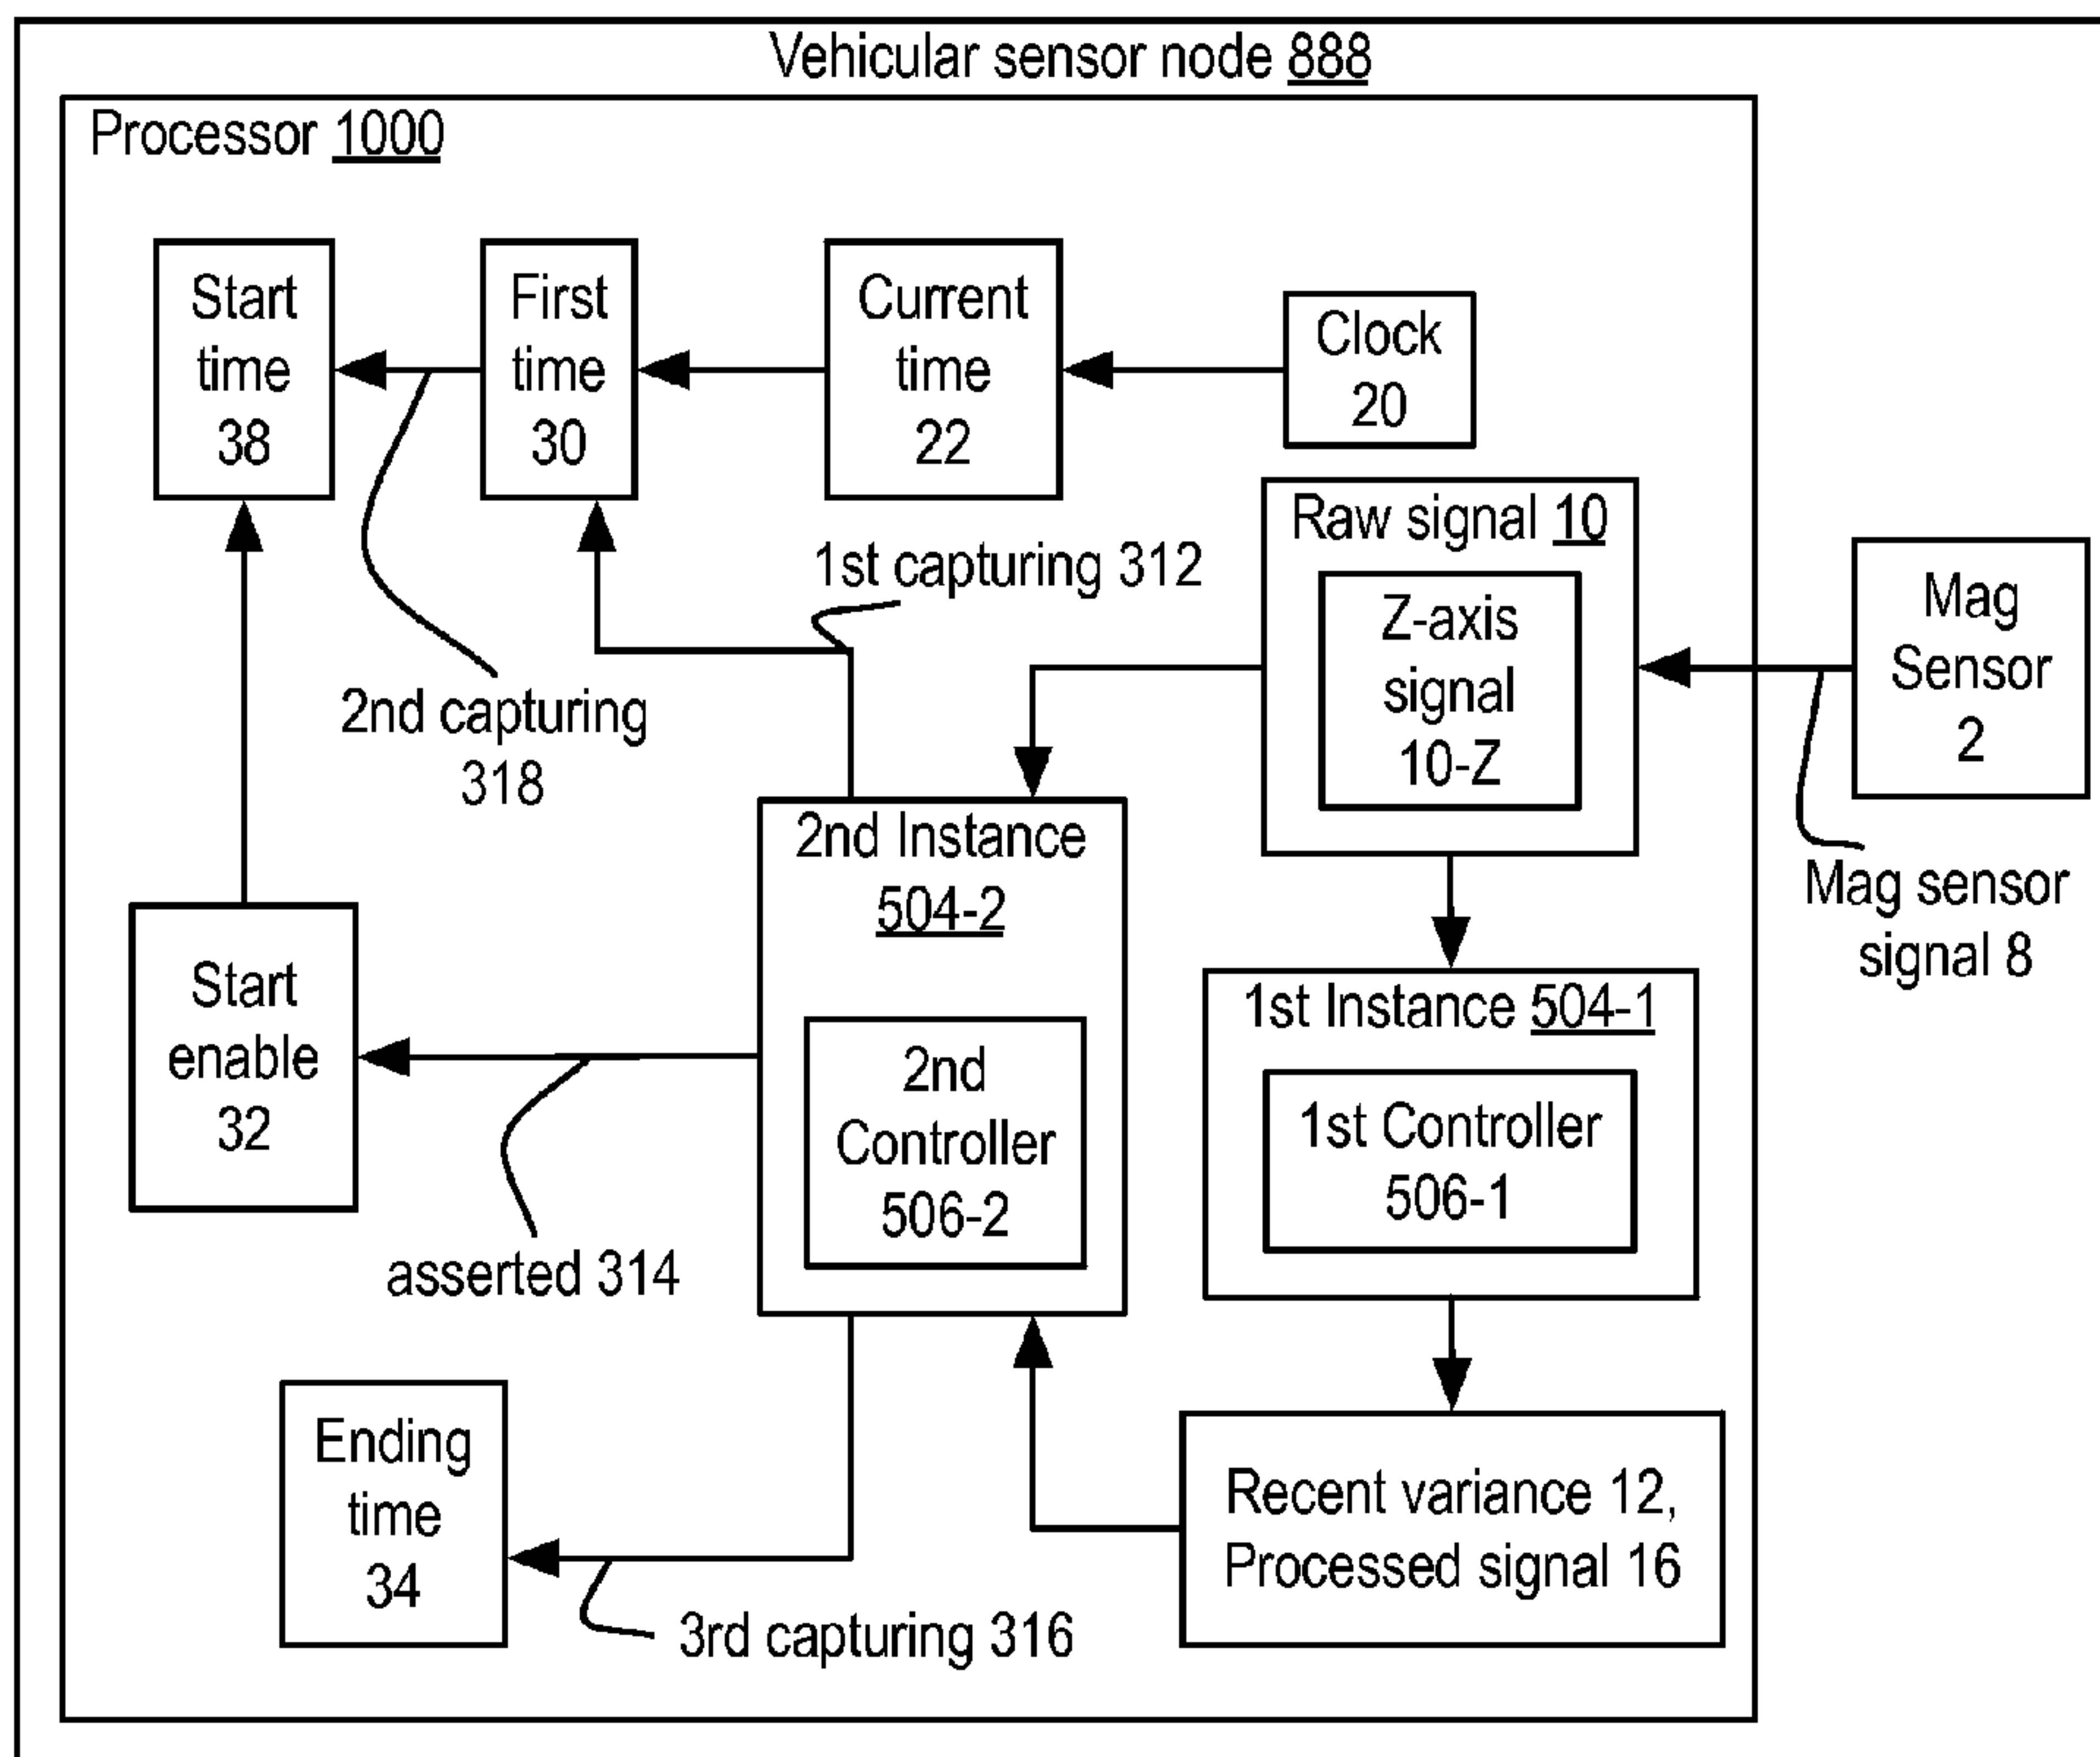 Vehicular sensor node 888
Processor 1000
Start
time
38
First
time
30
Current
time
22
Clock
20
Raw signal 10
Z-axis
signal
10-Z
Mag
Sensor
2
1st capturing 312
2nd capturing
318
Mag sensor
signal 8
2nd Instance
504-2
2nd
Controller
506-2
1st Instance 504-1
1st Controller
506-1
Start
enable
32
asserted 314
Ending
time
34
3rd capturing 316
Recent variance 12,
Processed signal 16